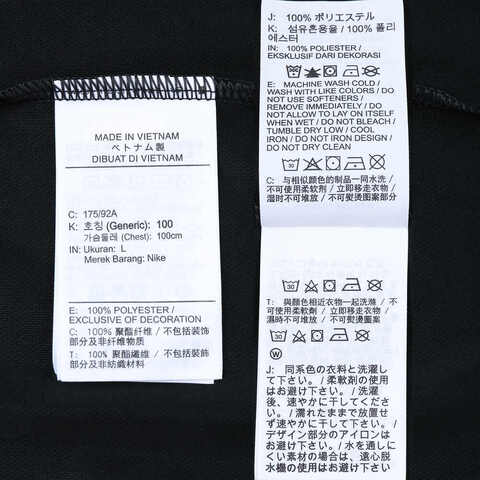 MADE IN VIETNAM
ベトナム製
DIBUAT DI VIETNAM
C: 175/92A
K: 호칭 (Generic): 100
가슴둘레 (Chest): 100cm
IN: Ukuran: L
Merek Barang: Nike
E: 100% POLYESTER /
EXCLUSIVE OF DECORATION
C: 100% 聚酯纤维 / 不包括装饰
部分及非纤维物质
T: 100% 聚酯纖維 / 不包括裝飾
部分及非紡織材料
J: 100% ポリエステル
K: 섬유혼용율 / 100% 폴리
에스터
IN: 100% POLIESTER /
EKSKLUSIF DARI DEKORASI
E: MACHINE WASH COLD /
WASH WITH LIKE COLORS / DO
NOT USE SOFTENERS /
REMOVE IMMEDIATELY / DO
NOT ALLOW TO LAY ON ITSELF
WHEN WET / DO NOT BLEACH /
TUMBLE DRY LOW / COOL
IRON / DO NOT IRON DESIGN /
DO NOT DRY CLEAN
C: 与相似颜色的制品一同水洗 /
不可使用柔软剂 / 立即移走衣物 /
湿时不可堆放 / 不可熨烫图案部分
T: 與顏色相近衣物一起洗滌 / 不
可使用柔軟劑 / 立即移走衣物 /
濕時不可堆放 / 不可熨燙圖案部分
J: 同系色の衣料と洗濯し
て下さい。/ 柔軟剤の使用
はお避け下さい。/ 洗濯
後、速やかに干してくださ
い。/ 濡れたままで放置せ
ず速やかに干して下さい。/
デザイン部分のアイロンは
お避け下さい。/ 水を通しに
くい素材の場合は、遠心脱
水機の使用はお避け下さい